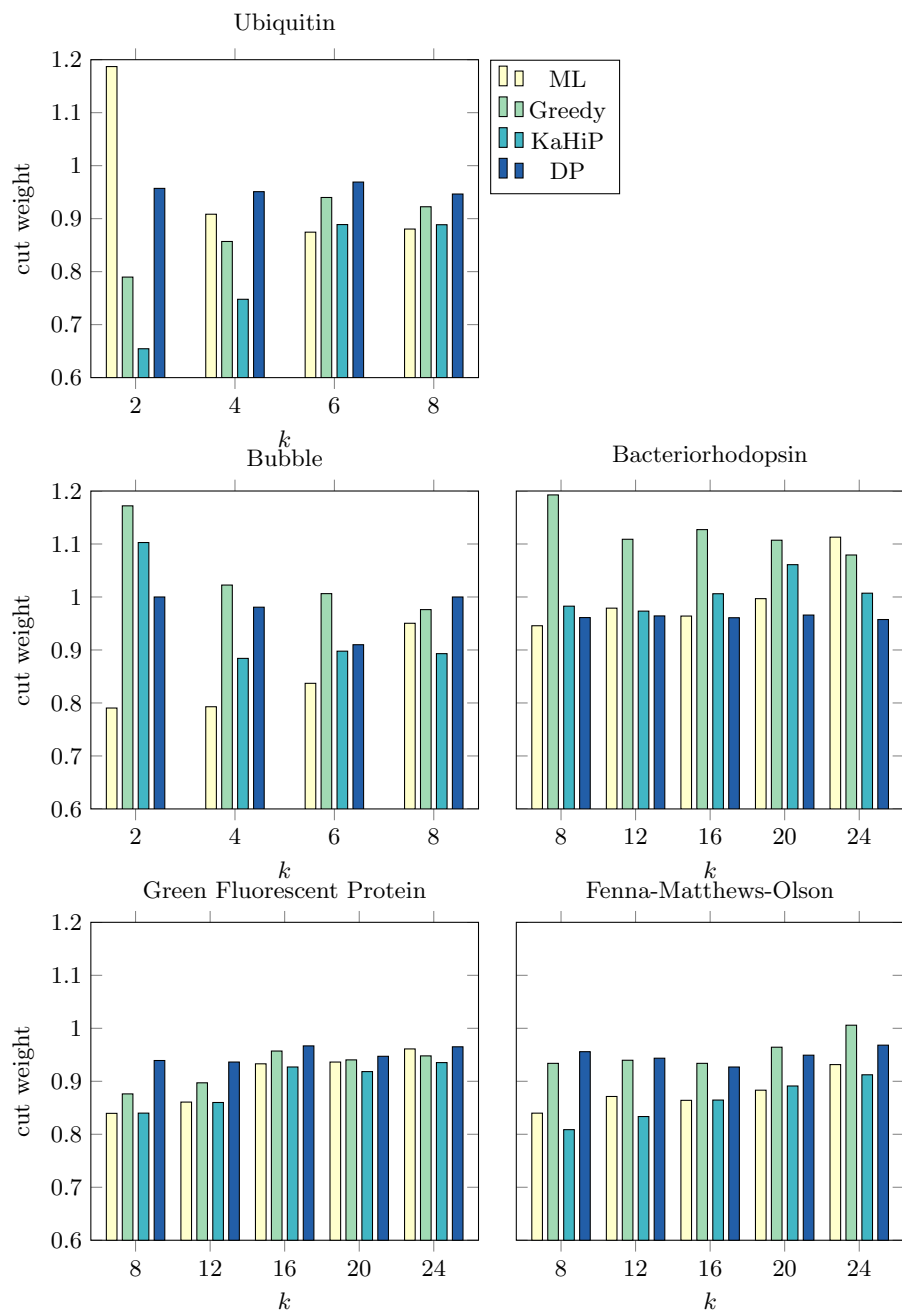 Ubiquitin
1.2
1.1
1
0.9
0.8
0.7
0.6
cut weight
2 4 6 8
k
ML
Greedy
KaHiP
DP
Bubble
1.2
1.1
1
0.9
0.8
0.7
0.6
cut weight
2 4 6 8
k
Bacteriorhodopsin
8 12 16 20 24
k
Green Fluorescent Protein
1.2
1.1
1
0.9
0.8
0.7
0.6
cut weight
8 12 16 20 24
k
Fenna-Matthews-Olson
8 12 16 20 24
k